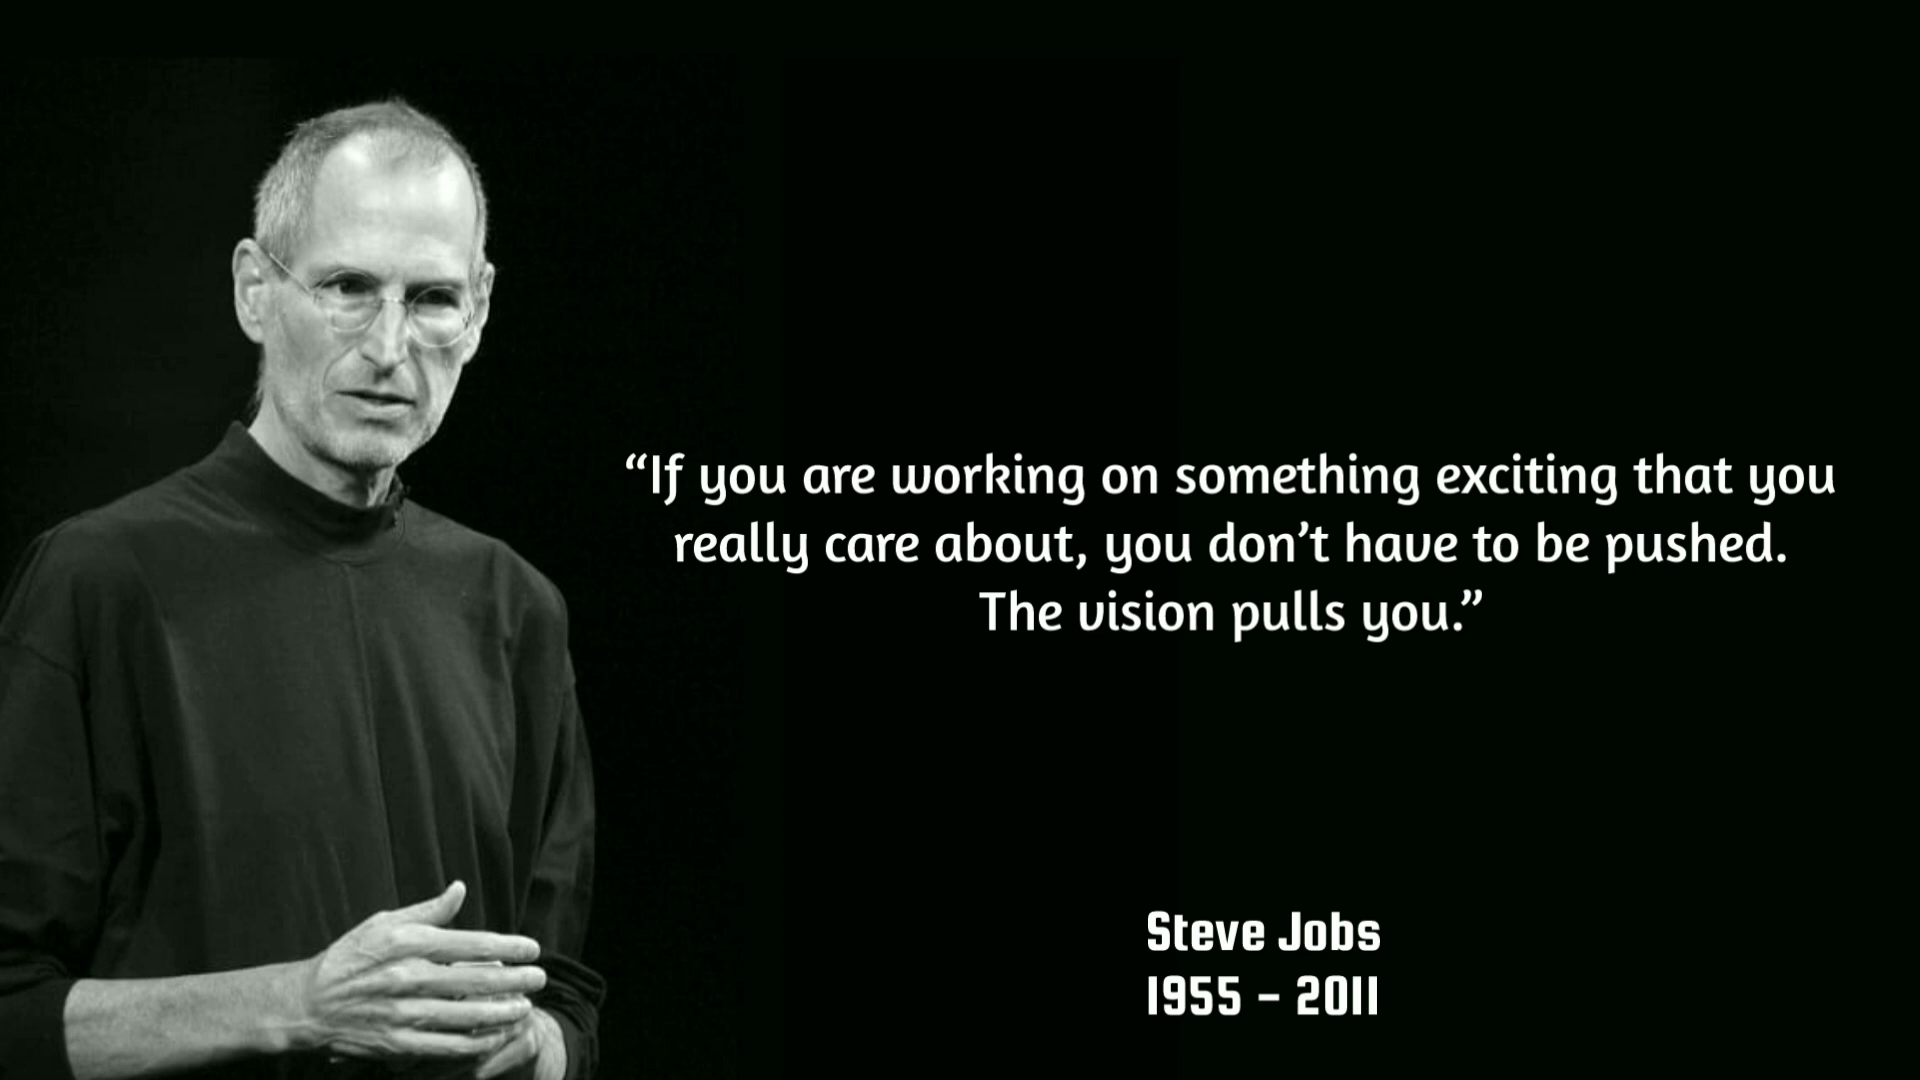 “If you are working on something exciting that you
really care about, you don’t have to be pushed.
The vision pulls you.”
Steve Jobs
1955 – 2011